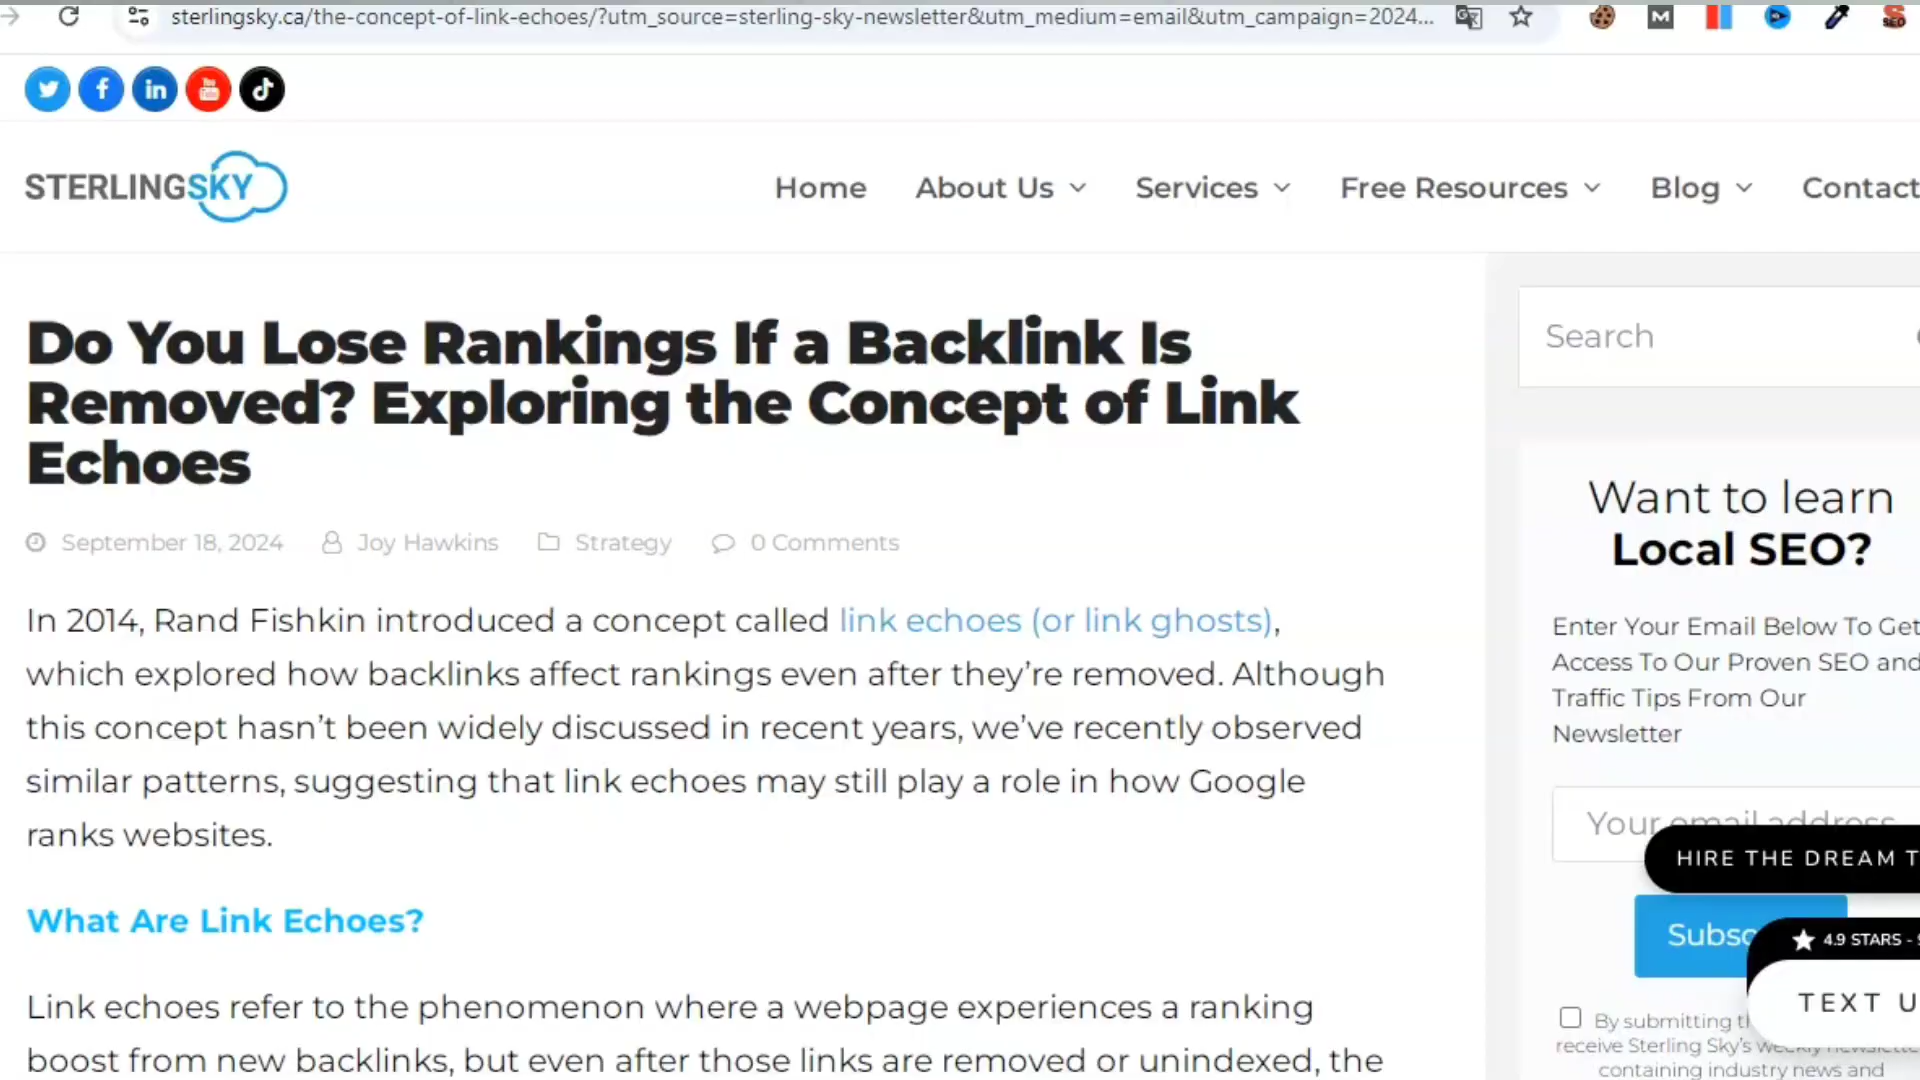 sterlingsky.ca/the-concept-of-link-echoes/?utm_source=sterling-sky-newsletter&utm_medium=email&utm_campaign=2024...
STERLINGSKY
Home About Us Services Free Resources Blog Contact
Do You Lose Rankings If a Backlink Is
Removed? Exploring the Concept of Link
Echoes
September 18, 2024 Joy Hawkins Strategy 0 Comments
In 2014, Rand Fishkin introduced a concept called link echoes (or link ghosts),
which explored how backlinks affect rankings even after they’re removed. Although
this concept hasn’t been widely discussed in recent years, we’ve recently observed
similar patterns, suggesting that link echoes may still play a role in how Google
ranks websites.
What Are Link Echoes?
Link echoes refer to the phenomenon where a webpage experiences a ranking
boost from new backlinks, but even after those links are removed or unindexed, the
Search
Want to learn
Local SEO?
Enter Your Email Below To Get
Access To Our Proven SEO and
Traffic Tips From Our
Newsletter
Your email address
HIRE THE DREAM T
Subsc
4.9 STARS -
TEXT U
By submitting
receive Sterling Sky's weekly newsletter
containing industry news and